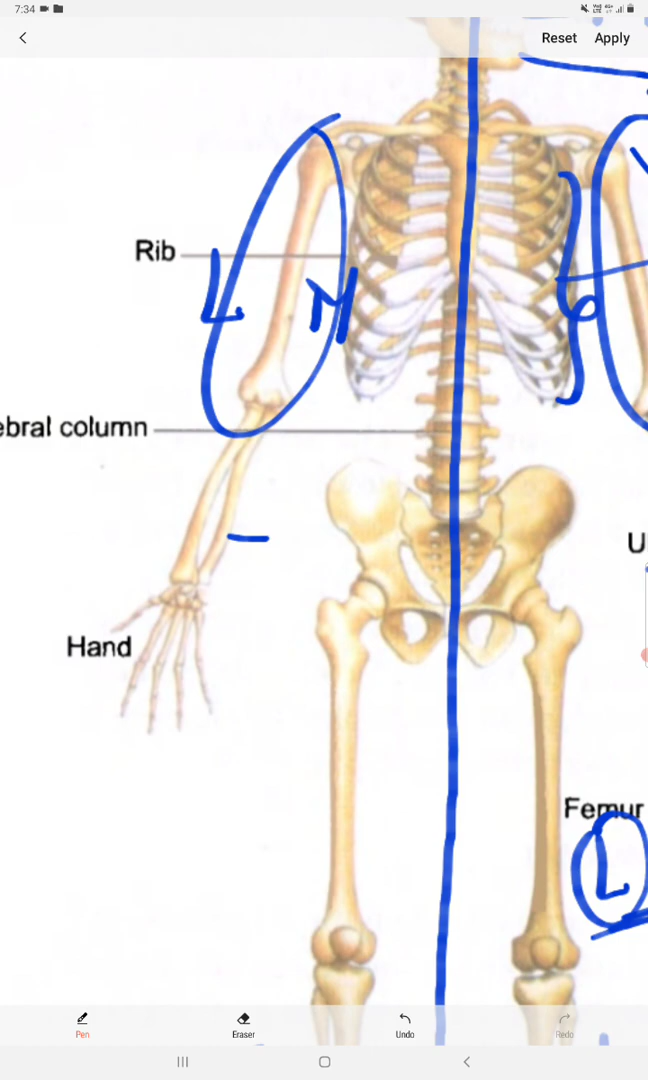 7:34
Reset Apply
Rib
L
M
ebral column
U
Hand
Femur
L
Pen Eraser Undo Redo